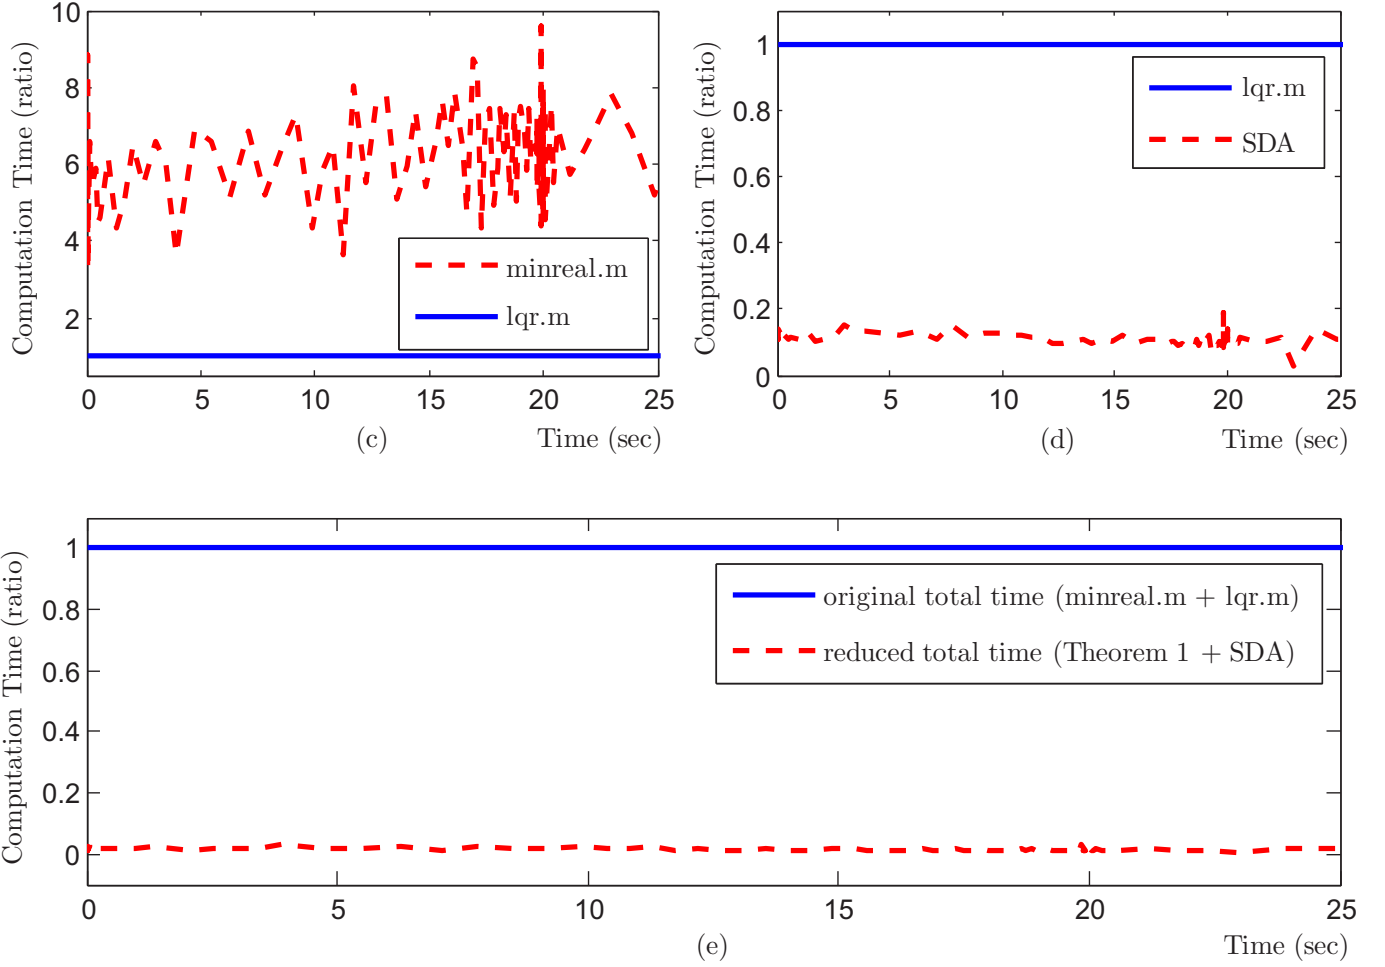 Computation Time (ratio)
10
8
6
4
2
minreal.m
lqr.m
0 5 10 15 20 25
(c) Time (sec)
Computation Time (ratio)
1
0.8
0.6
0.4
0.2
0
lqr.m
SDA
0 5 10 15 20 25
(d) Time (sec)
Computation Time (ratio)
1
0.8
0.6
0.4
0.2
0
original total time (minreal.m + lqr.m)
reduced total time (Theorem 1 + SDA)
0 5 10 15 20 25
(e) Time (sec)